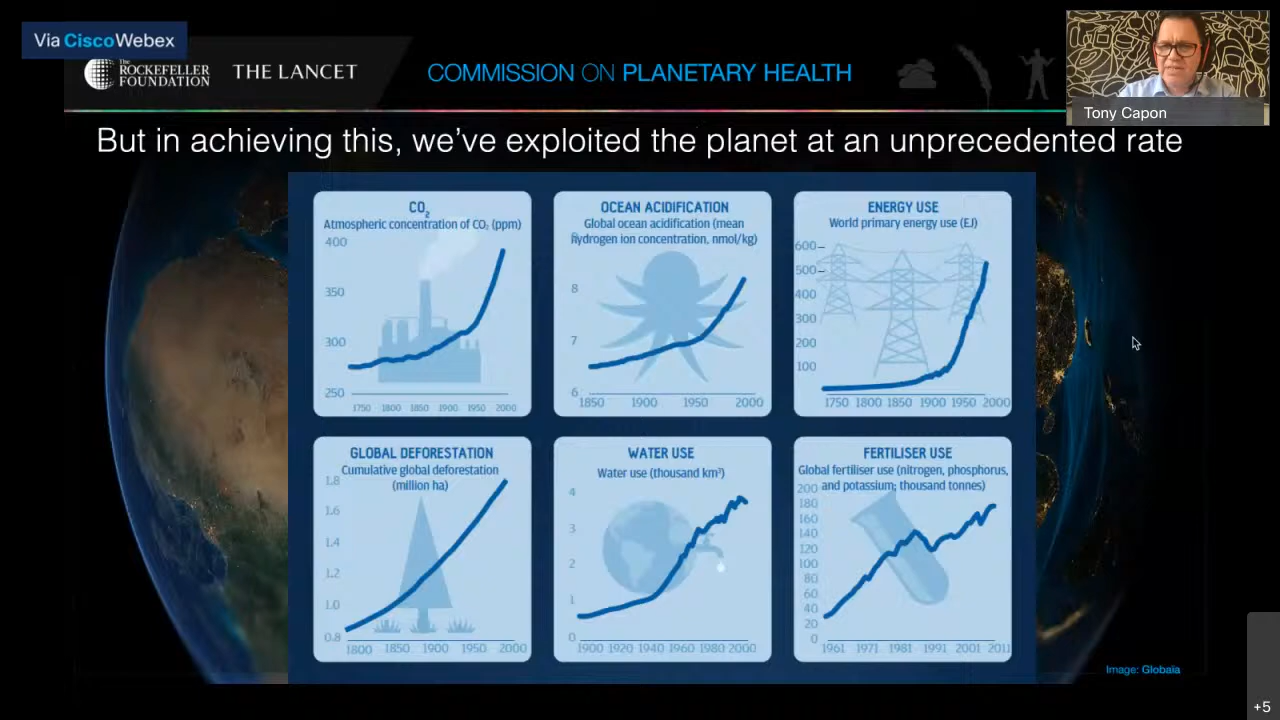 Via CiscoWebex
The
ROCKEFELLER
FOUNDATION
THE LANCET
COMMISSION ON PLANETARY HEALTH
Tony Capon
But in achieving this, we've exploited the planet at an unprecedented rate
CO2
Atmospheric concentration of CO2 (ppm)
400
350
300
250
1750 1800 1850 1900 1950 2000
OCEAN ACIDIFICATION
Global ocean acidification (mean
hydrogen ion concentration, nmol/kg)
8
7
6
1850 1900 1950 2000
ENERGY USE
World primary energy use (EJ)
600
500
400
300
200
100
1750 1800 1850 1900 1950 2000
GLOBAL DEFORESTATION
Cumulative global deforestation
(million ha)
1.8
1.6
1.4
1.2
1.0
0.8
1800 1850 1900 1950 2000
WATER USE
Water use (thousand km³)
4
3
2
1
0
1900 1920 1940 1960 1980 2000
FERTILISER USE
Global fertiliser use (nitrogen, phosphorus,
and potassium; thousand tonnes)
200
180
160
140
120
100
80
60
40
20
0
1961 1971 1981 1991 2001 2011
Image: Globaïa
+5